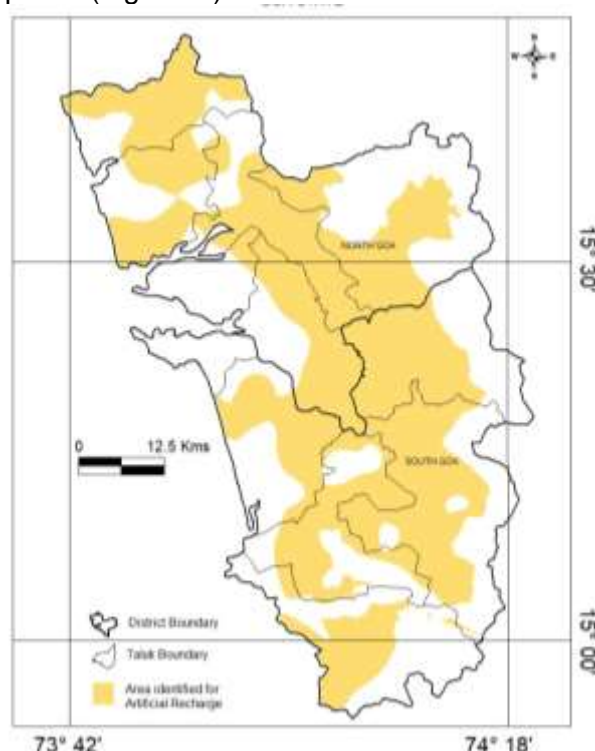 N
W E
S
NORTH GOA
15° 30'
0 12.5 Kms
SOUTH GOA
District Boundary
Taluk Boundary
Area identified for
Artificial Recharge
15° 00'
73° 42' 74° 18'